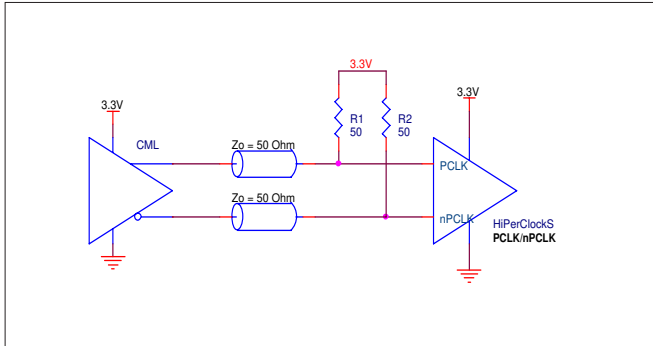 3.3V
3.3V
3.3V
R1
50
R2
50
CML
Zo = 50 Ohm
PCLK
Zo = 50 Ohm
nPCLK
HiPerClockS
PCLK/nPCLK